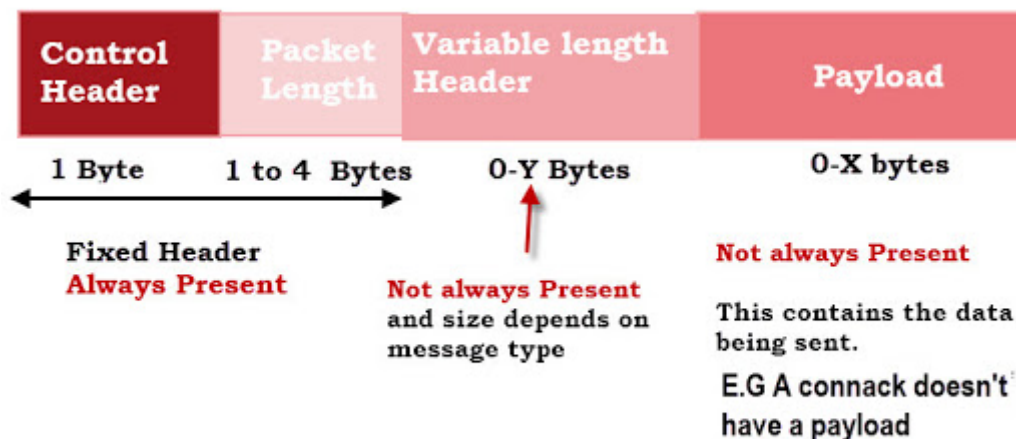 Control
Header
Packet
Length
Variable length
Header
Payload
1 Byte
1 to 4 Bytes
0-Y Bytes
0-X bytes
Fixed Header
Always Present
Not always Present
and size depends on
message type
Not always Present
This contains the data
being sent.
E.G A connack doesn't
have a payload